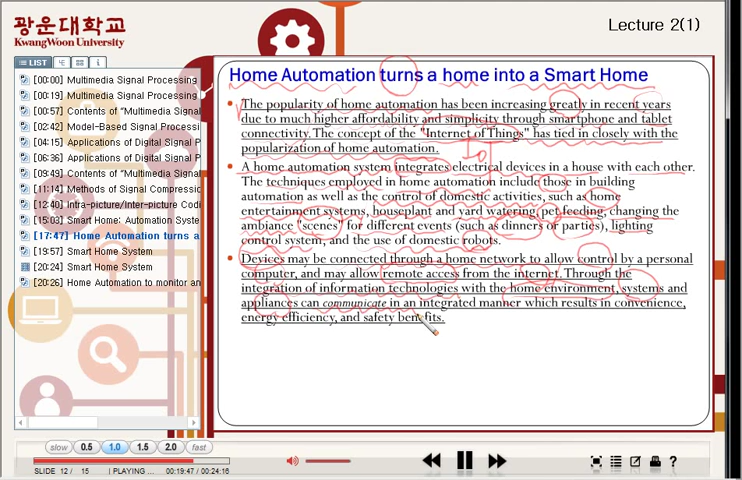 광운대학교
KwangWoon University
Lecture 2(1)
LIST
[00:00] Multimedia Signal Processing
[00:19] Multimedia Signal Processing
[00:57] Contents of "Multimedia Signal
[02:42] Model-Based Signal Processi
[04:15] Applications of Digital Signal P
[06:36] Applications of Digital Signal P
[09:49] Contents of "Multimedia Signal
[11:14] Methods of Signal Compressic
Intra-picture/Inter-picture Codi
[15:03] Smart Home: Automation Syste
[17:47] Home Automation turns a
[19:57] Smart Home System
[20:24] Smart Home System
[20:26] Home Automation to monitor an
Home Automation turns a home into a Smart Home
The popularity of home automation has been increasing greatly in recent years
due to much higher affordability and simplicity through smartphone and tablet
connectivity. The concept of the "Internet of Things" has tied in closely with the
popularization of home automation.
IoT
A home automation system integrates electrical devices in a house with each other.
The techniques employed in home automation include those in building
automation as well as the control of domestic activities, such as home
entertainment systems, houseplant and yard watering, pet feeding, changing the
ambiance "scenes" for different events (such as dinners or parties), lighting
control system, and the use of domestic robots.
Devices may be connected through a home network to allow control by a personal
computer, and may allow remote access from the internet. Through the
integration of information technologies with the home environment, systems and
appliances can communicate in an integrated manner which results in convenience,
energy efficiency, and safety benefits.
slow 0.5 1.0 1.5 2.0 fast
SLIDE 12 / 15 | PLAYING ... 00:19:47 / 00:24:16
?